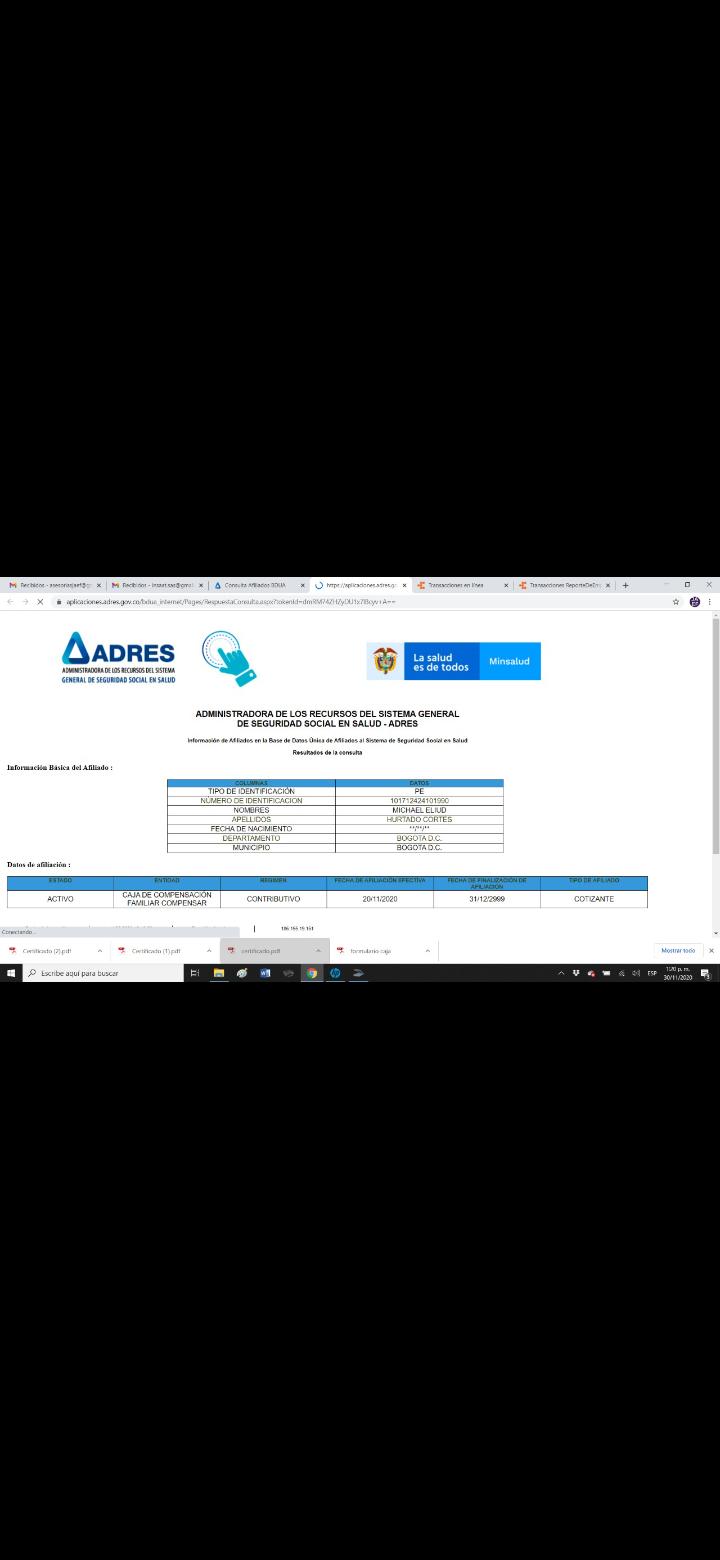 Recibidos - asesoriasjaef@g
Recibidos - insaart.sas@gmai
Consulta Afiliados BDUA
https://aplicaciones.adres.go
Transacciones en línea
Transacciones ReporteDeEm
aplicaciones.adres.gov.co/bdua_internet/Pages/RespuestaConsulta.aspx?tokenId=
ADRES
ADMINISTRADORA DE LOS RECURSOS DEL SISTEMA
GENERAL DE SEGURIDAD SOCIAL EN SALUD
La salud
es de todos
Minsalud
ADMINISTRADORA DE LOS RECURSOS DEL SISTEMA GENERAL
DE SEGURIDAD SOCIAL EN SALUD - ADRES
Información de Afiliados en la Base de Datos Única de Afiliados al Sistema de Seguridad Social en Salud
Resultados de la consulta
Información Básica del Afiliado :
COLUMNAS DATOS
TIPO DE IDENTIFICACIÓN PE
NÚMERO DE IDENTIFICACION 101712424101990
NOMBRES MICHAEL ELIUD
APELLIDOS HURTADO CORTES
FECHA DE NACIMIENTO **/**/**
DEPARTAMENTO BOGOTA D.C.
MUNICIPIO BOGOTA D.C.
Datos de afiliación :
ESTADO ENTIDAD REGIMEN FECHA DE AFILIACIÓN EFECTIVA FECHA DE FINALIZACIÓN DE AFILIACIÓN TIPO DE AFILIADO
ACTIVO CAJA DE COMPENSACIÓN FAMILIAR COMPENSAR CONTRIBUTIVO 20/11/2020 31/12/2999 COTIZANTE
Conectando...
Certificado (2).pdf
Certificado (1).pdf
certificado.pdf
formulario caja
Mostrar todo
Escribe aquí para buscar
ESP
1:20 p. m.
30/11/2020